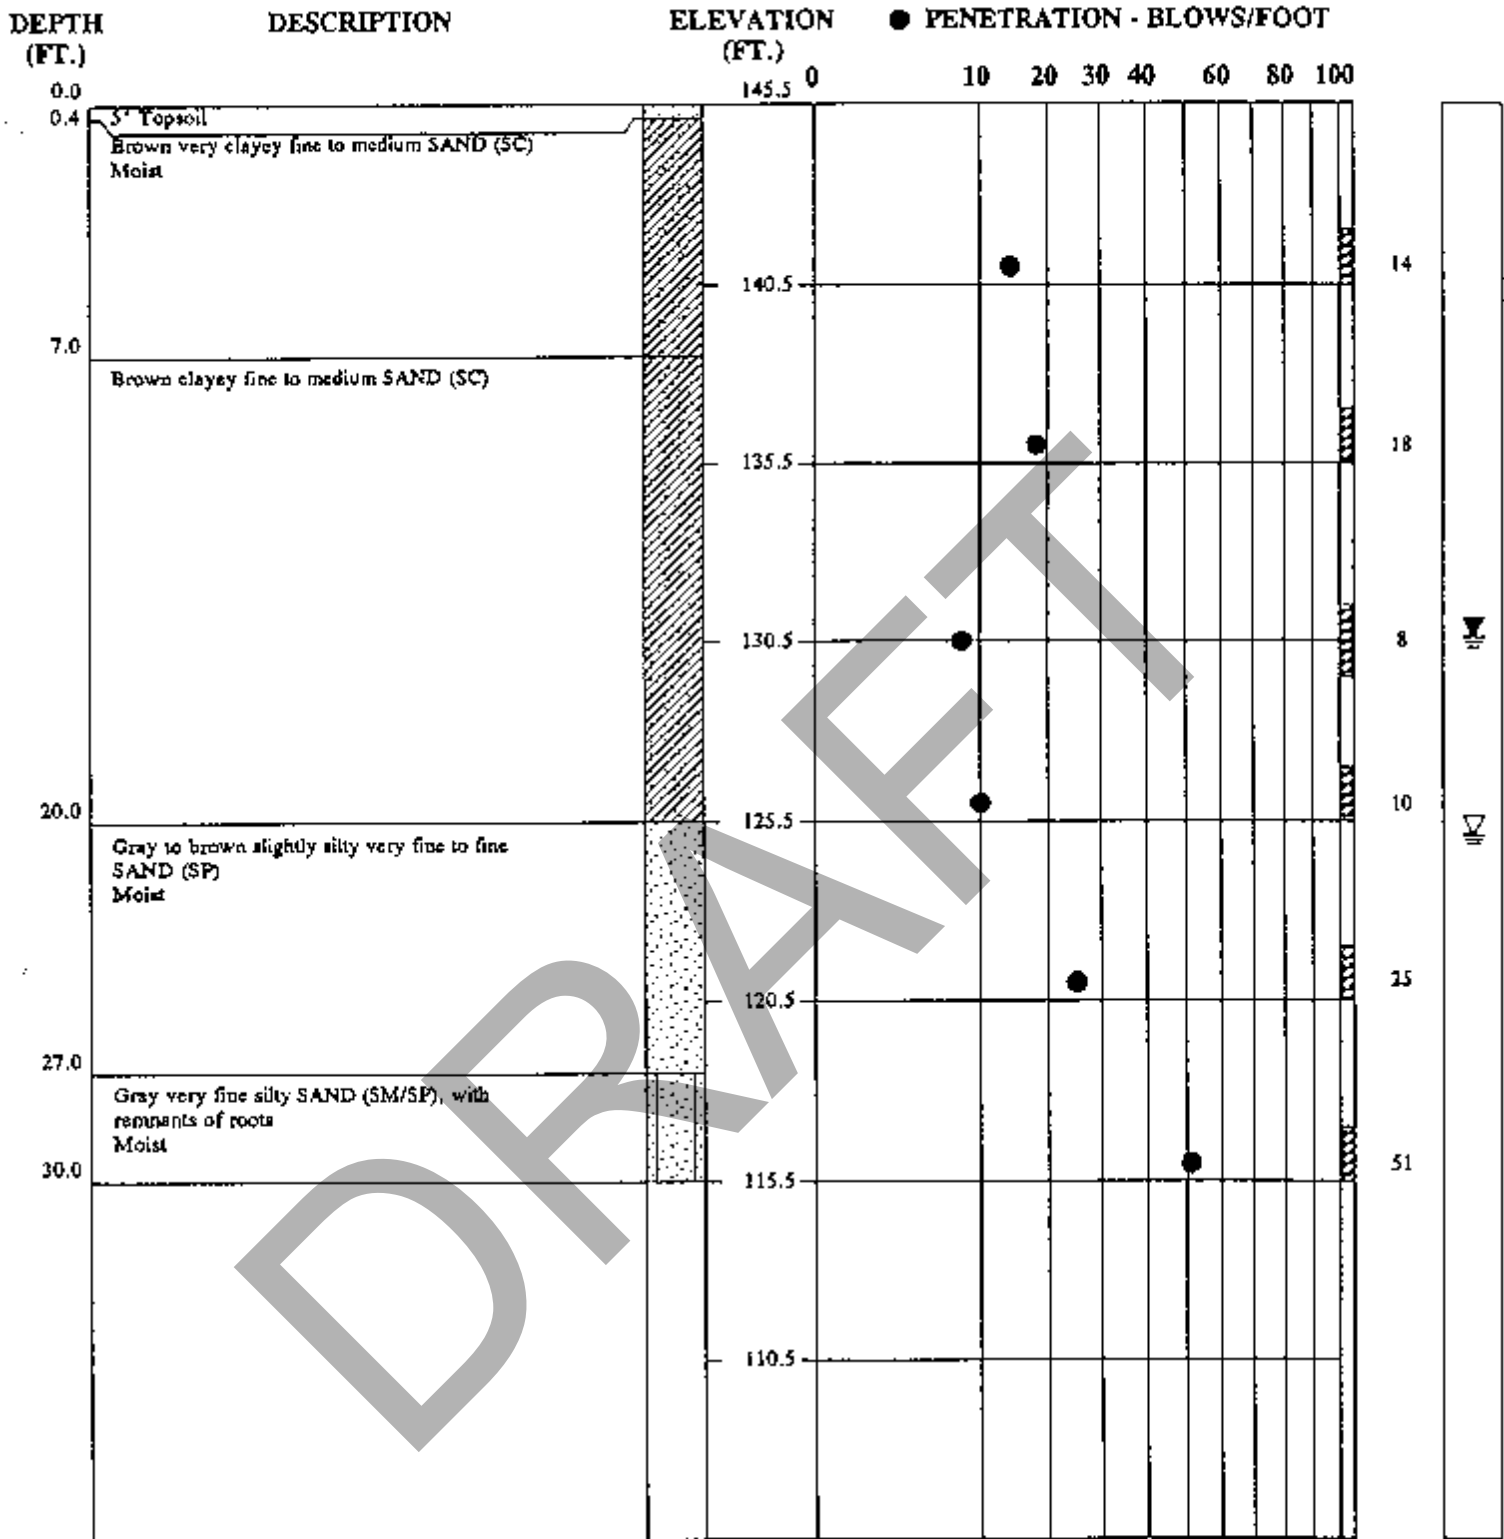 DEPTH
(FT.)
DESCRIPTION
ELEVATION
(FT.)
● PENETRATION - BLOWS/FOOT
0 10 20 30 40 60 80 100
0.0
145.5
0.4
5" Topsoil
Brown very clayey fine to medium SAND (SC)
Moist
14
140.5
7.0
Brown clayey fine to medium SAND (SC)
18
135.5
130.5
8
10
20.0
125.5
Gray to brown slightly silty very fine to fine
SAND (SP)
Moist
120.5
27.0
Gray very fine silty SAND (SM/SP), with
remnants of roots
Moist
51
30.0
115.5
110.5
DRAFT